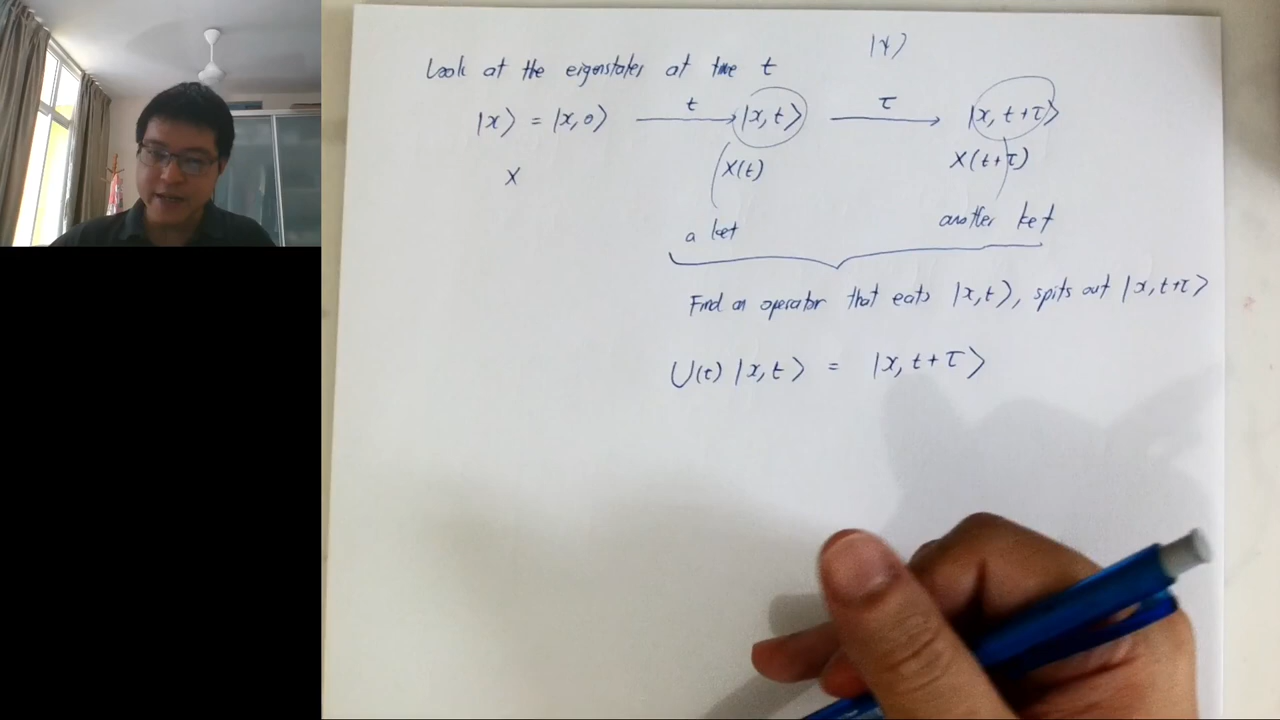 |ψ⟩
Look at the eigenstates at time t
|x⟩ = |x, 0⟩ —t→ |x, t⟩ —τ→ |x, t+τ⟩
X X(t) X(t+τ)
a ket another ket
Find an operator that eats |x,t⟩, spits out |x,t+τ⟩
U(τ) |x,t⟩ = |x, t+τ⟩